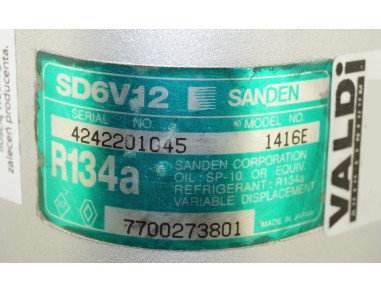 SD6V12 SANDEN
SERIAL NO. MODEL NO.
4242201045 1416E
R134a
SANDEN CORPORATION
OIL: SP-10, OR EQUIV.
REFRIGERANT: R134a
VARIABLE DISPLACEMENT
MADE IN JAPAN
7700273801
VALDI
zaleceń producenta.